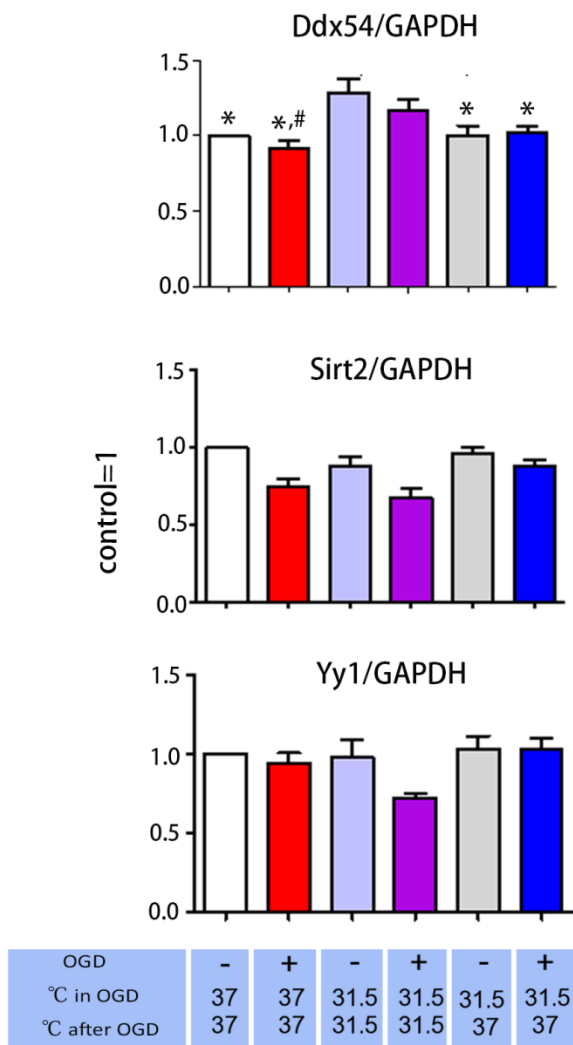 Ddx54/GAPDH
1.5
1.0
0.5
0.0
* *,# * *
Sirt2/GAPDH
1.5
1.0
0.5
0.0
control=1
Yy1/GAPDH
1.5
1.0
0.5
0.0
OGD - + - + - +
℃ in OGD 37 37 31.5 31.5 31.5 31.5
℃ after OGD 37 37 31.5 31.5 37 37